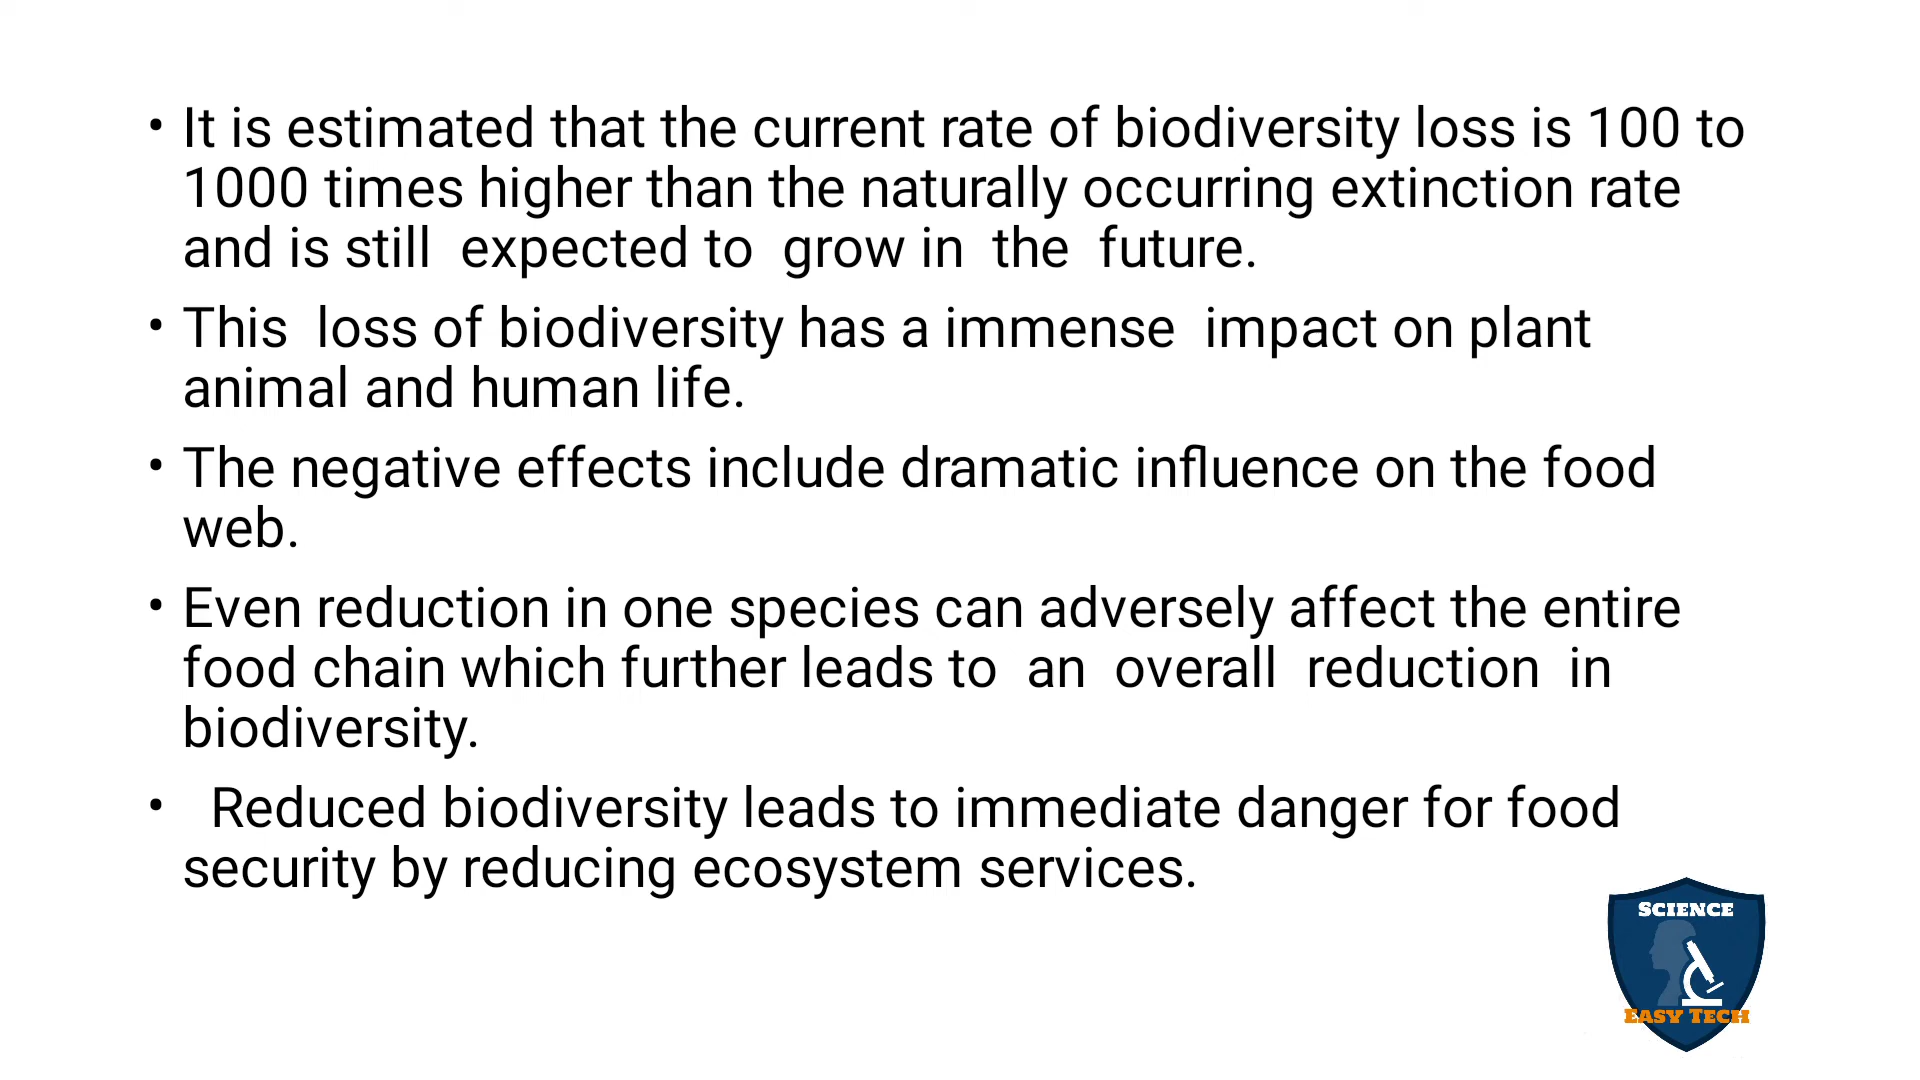 • It is estimated that the current rate of biodiversity loss is 100 to
1000 times higher than the naturally occurring extinction rate
and is still  expected to  grow in  the  future.
• This  loss of biodiversity has a immense  impact on plant
animal and human life.
• The negative effects include dramatic influence on the food
web.
• Even reduction in one species can adversely affect the entire
food chain which further leads to  an  overall  reduction  in
biodiversity.
•  Reduced biodiversity leads to immediate danger for food
security by reducing ecosystem services.
SCIENCE
EASY TECH